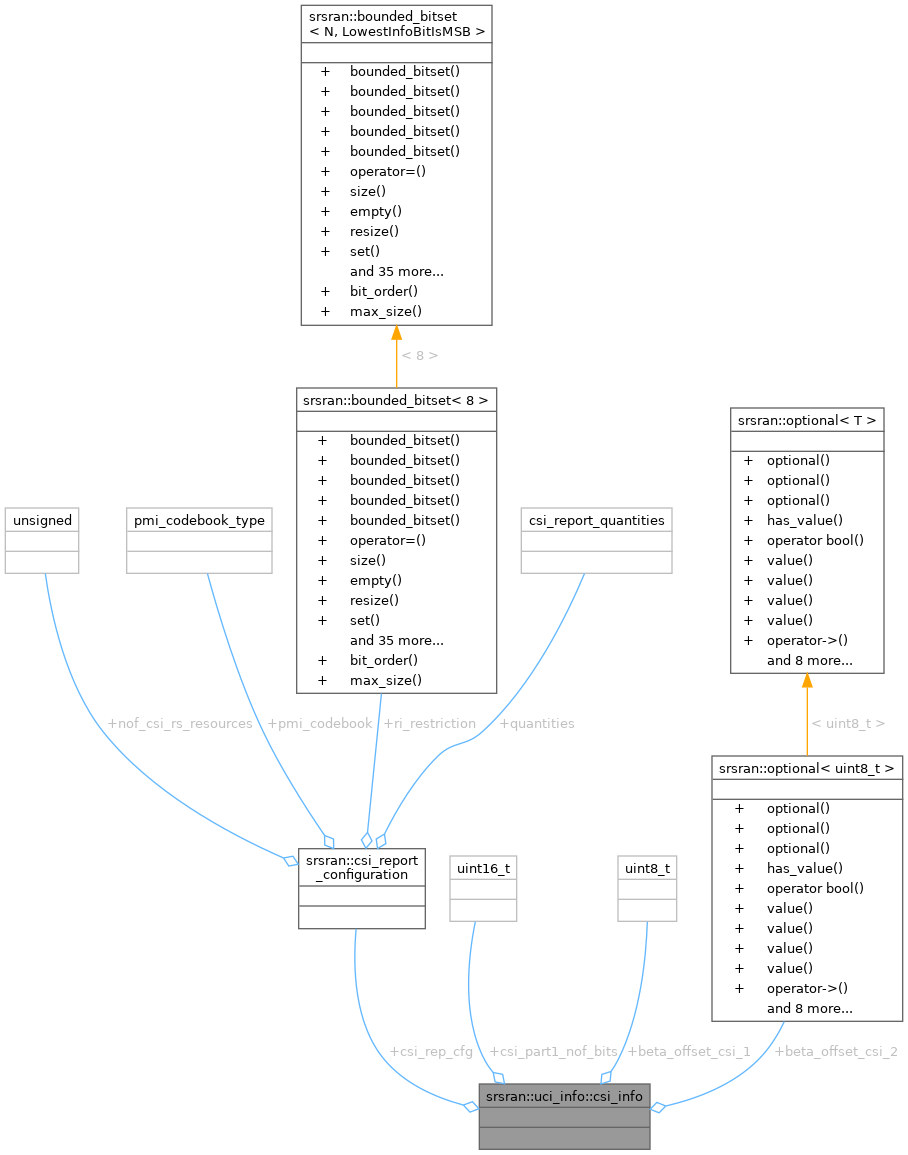 srsran::bounded_bitset
< N, LowestInfoBitIsMSB >
+ bounded_bitset()
+ bounded_bitset()
+ bounded_bitset()
+ bounded_bitset()
+ bounded_bitset()
+ operator=()
+ size()
+ empty()
+ resize()
+ set()
and 35 more...
+ bit_order()
+ max_size()
< 8 >
srsran::bounded_bitset< 8 >
+ bounded_bitset()
+ bounded_bitset()
+ bounded_bitset()
+ bounded_bitset()
+ bounded_bitset()
+ operator=()
+ size()
+ empty()
+ resize()
+ set()
and 35 more...
+ bit_order()
+ max_size()
srsran::optional< T >
+ optional()
+ optional()
+ optional()
+ has_value()
+ operator bool()
+ value()
+ value()
+ value()
+ value()
+ operator->()
and 8 more...
unsigned
pmi_codebook_type
csi_report_quantities
+nof_csi_rs_resources
+pmi_codebook
+ri_restriction
+quantities
< uint8_t >
srsran::optional< uint8_t >
+ optional()
+ optional()
+ optional()
+ has_value()
+ operator bool()
+ value()
+ value()
+ value()
+ value()
+ operator->()
and 8 more...
srsran::csi_report
_configuration
uint16_t
uint8_t
+csi_rep_cfg
+csi_part1_nof_bits
+beta_offset_csi_1
+beta_offset_csi_2
srsran::uci_info::csi_info